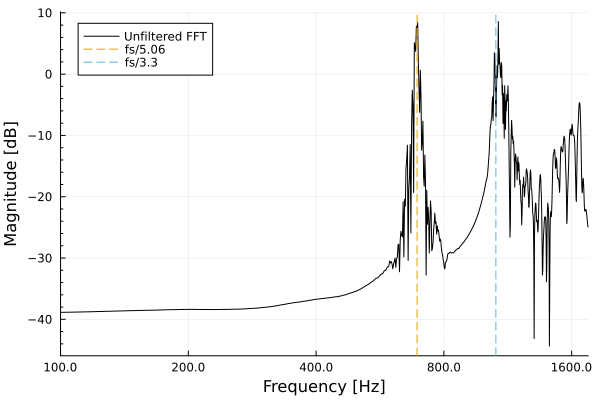 10
0
−10
−20
−30
−40
Magnitude [dB]
Unfiltered FFT
fs/5.06
fs/3.3
100.0 200.0 400.0 800.0 1600.0
Frequency [Hz]